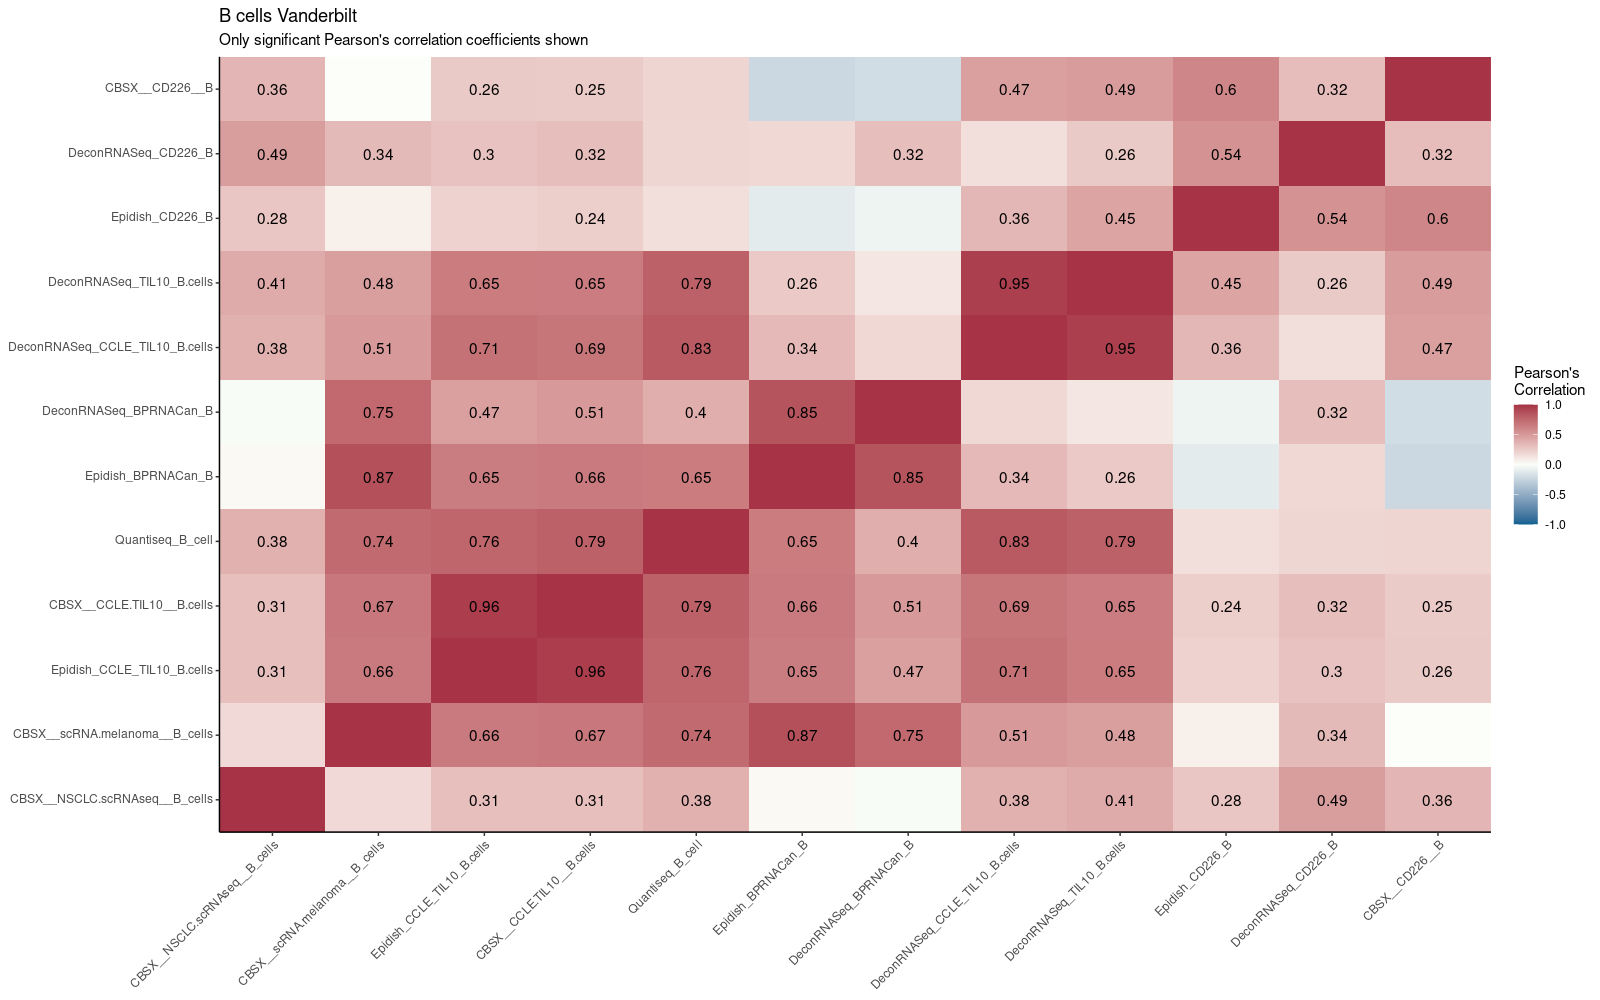 B cells Vanderbilt
Only significant Pearson's correlation coefficients shown
CBSX__CD226__B 0.36 0.26 0.25 0.47 0.49 0.6 0.32
DeconRNASeq_CD226_B 0.49 0.34 0.3 0.32 0.32 0.26 0.54 0.32
Epidish_CD226_B 0.28 0.24 0.36 0.45 0.54 0.6
DeconRNASeq_TIL10_B.cells 0.41 0.48 0.65 0.65 0.79 0.26 0.95 0.45 0.26 0.49
DeconRNASeq_CCLE_TIL10_B.cells 0.38 0.51 0.71 0.69 0.83 0.34 0.95 0.36 0.47
DeconRNASeq_BPRNACan_B 0.75 0.47 0.51 0.4 0.85 0.32
Epidish_BPRNACan_B 0.87 0.65 0.66 0.65 0.85 0.34 0.26
Quantiseq_B_cell 0.38 0.74 0.76 0.79 0.65 0.4 0.83 0.79
CBSX__CCLE.TIL10__B.cells 0.31 0.67 0.96 0.79 0.66 0.51 0.69 0.65 0.24 0.32 0.25
Epidish_CCLE_TIL10_B.cells 0.31 0.66 0.96 0.76 0.65 0.47 0.71 0.65 0.3 0.26
CBSX__scRNA.melanoma__B_cells 0.66 0.67 0.74 0.87 0.75 0.51 0.48 0.34
CBSX__NSCLC.scRNAseq__B_cells 0.31 0.31 0.38 0.38 0.41 0.28 0.49 0.36
CBSX__NSCLC.scRNAseq__B_cells
CBSX__scRNA.melanoma__B_cells
Epidish_CCLE_TIL10_B.cells
CBSX__CCLE.TIL10__B.cells
Quantiseq_B_cell
Epidish_BPRNACan_B
DeconRNASeq_BPRNACan_B
DeconRNASeq_CCLE_TIL10_B.cells
DeconRNASeq_TIL10_B.cells
Epidish_CD226_B
DeconRNASeq_CD226_B
CBSX__CD226__B
Pearson's
Correlation
1.0
0.5
0.0
-0.5
-1.0